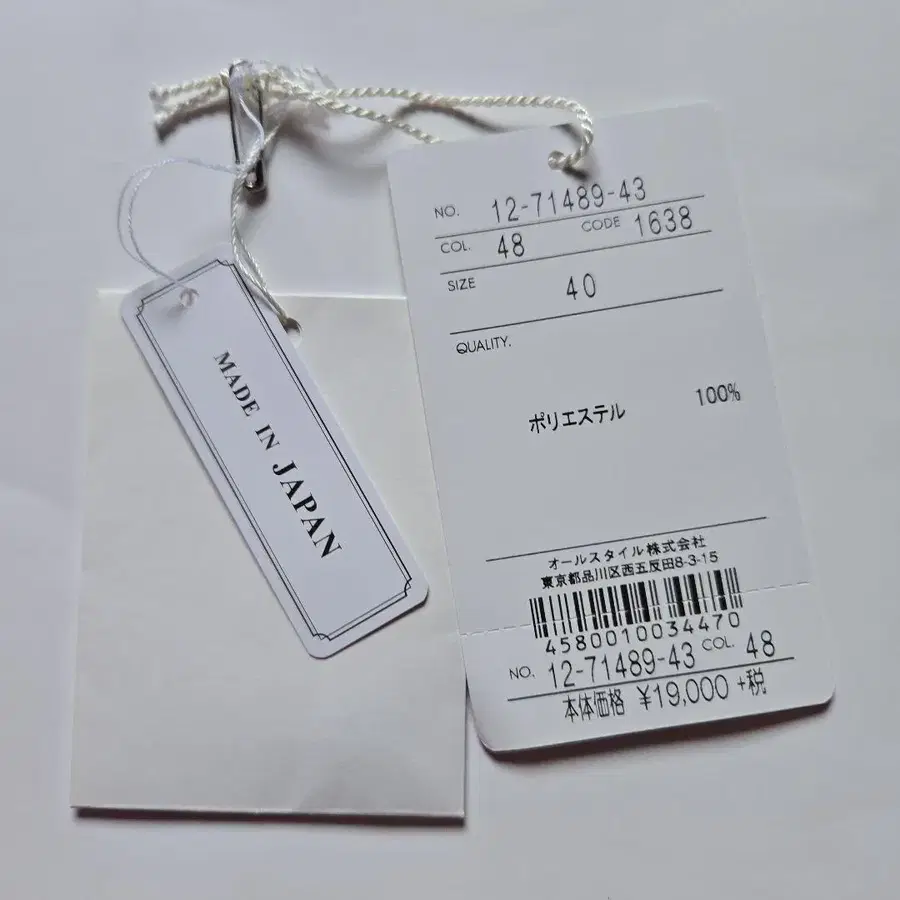 MADE IN JAPAN
NO. 12-71489-43
COL. 48 CODE 1638
SIZE 40
QUALITY.
ポリエステル 100%
オールスタイル株式会社
東京都品川区西五反田8-3-15
4580010034470
NO. 12-71489-43 COL. 48
本体価格 ¥19,000 +税